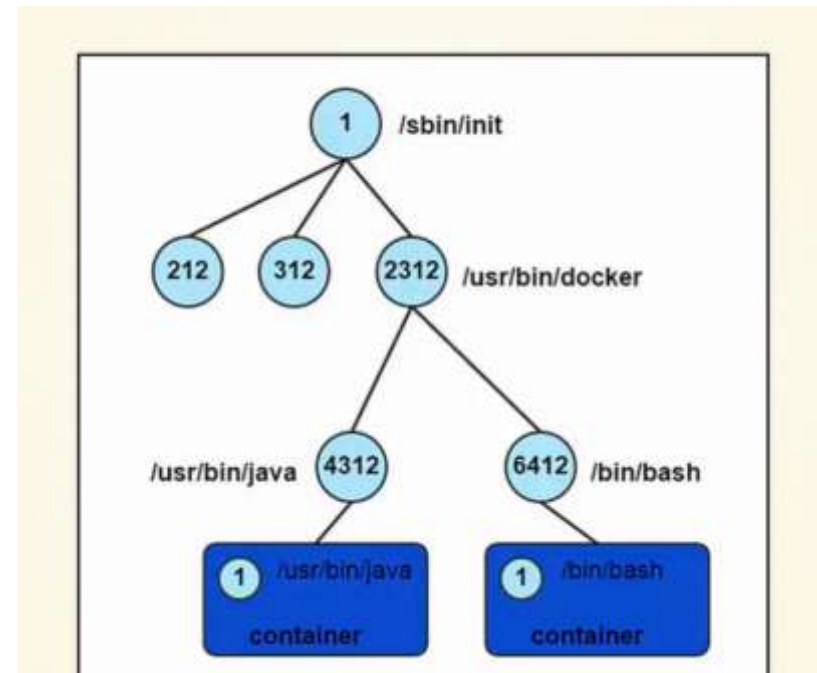 1 /sbin/init
212 312 2312 /usr/bin/docker
/usr/bin/java 4312 6412 /bin/bash
1 /usr/bin/java 1 /bin/bash
container container